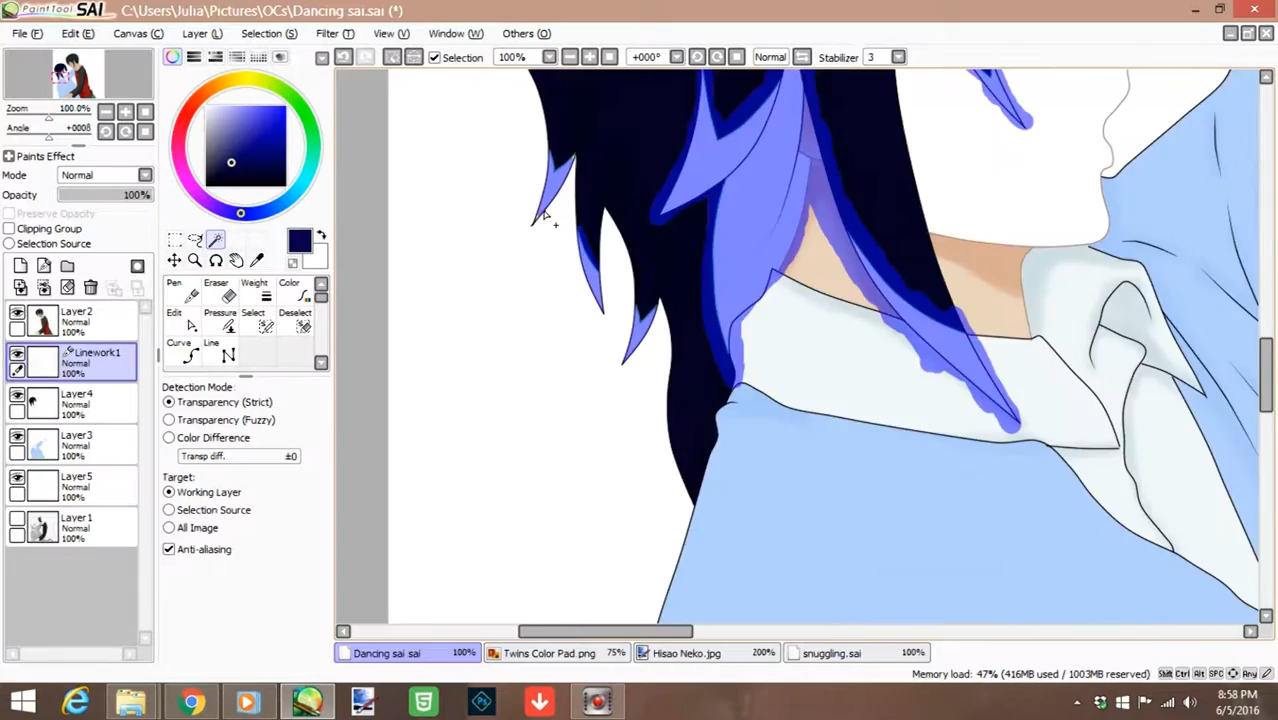 PaintTool SAI C:\Users\Julia\Pictures\OCs\Dancing sai.sai (*)
File (F) Edit (E) Canvas (C) Layer (L) Selection (S) Filter (T) View (V) Window (W) Others (O)
Selection 100% +000° Normal Stabilizer 3
Zoom 100.0%
Angle +000ß
Paints Effect
Mode Normal
Opacity 100%
Preserve Opacity
Clipping Group
Selection Source
Layer2
Normal
100%
Linework1
Normal
100%
Layer4
Normal
100%
Layer3
Normal
100%
Layer5
Normal
100%
Layer1
Normal
100%
Pen Eraser Weight Color
Edit Pressure Select Deselect
Curve Line
Detection Mode:
Transparency (Strict)
Transparency (Fuzzy)
Color Difference
Transp diff. ±0
Target:
Working Layer
Selection Source
All Image
Anti-aliasing
Dancing sai sai 100% Twins Color Pad.png 75% Hisao Neko.jpg 200% snuggling.sai 100%
Memory load: 47% (416MB used / 1003MB reserved) Shift Ctrl Alt SPC Any
8:58 PM
6/5/2016